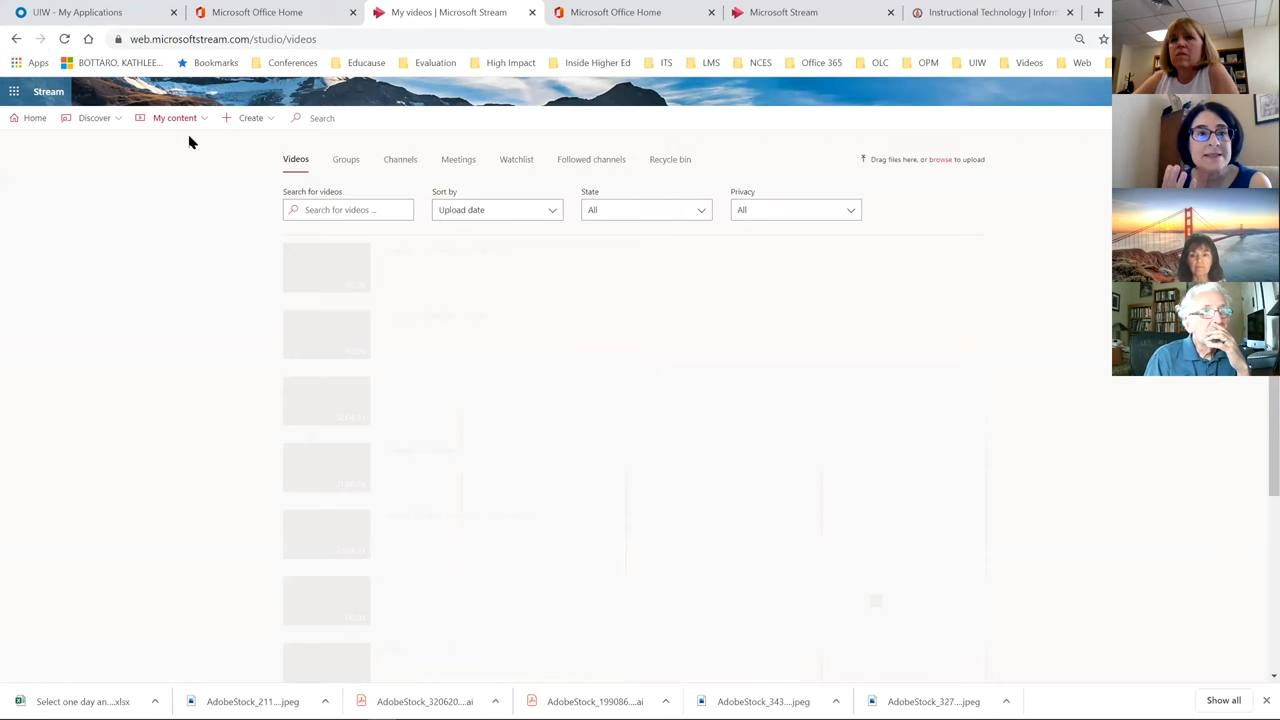 UIW - My Applications
Microsoft Office Home
My videos | Microsoft Stream
Microsoft Office Home
Microsoft Stream
Instructional Technology | Inform
web.microsoftstream.com/studio/videos
Apps
BOTTARO, KATHLEE...
Bookmarks
Conferences
Educause
Evaluation
High Impact
Inside Higher Ed
ITS
LMS
NCES
Office 365
OLC
OPM
UIW
Videos
Web
Stream
Home
Discover
My content
Create
Search
Videos
Groups
Channels
Meetings
Watchlist
Followed channels
Recycle bin
Drag files here, or browse to upload
Search for videos
Sort by
State
Privacy
Search for videos ...
Upload date
All
All
Select one day an....xlsx
AdobeStock_211....jpeg
AdobeStock_320620....ai
AdobeStock_199086....ai
AdobeStock_343....jpeg
AdobeStock_327....jpeg
Show all